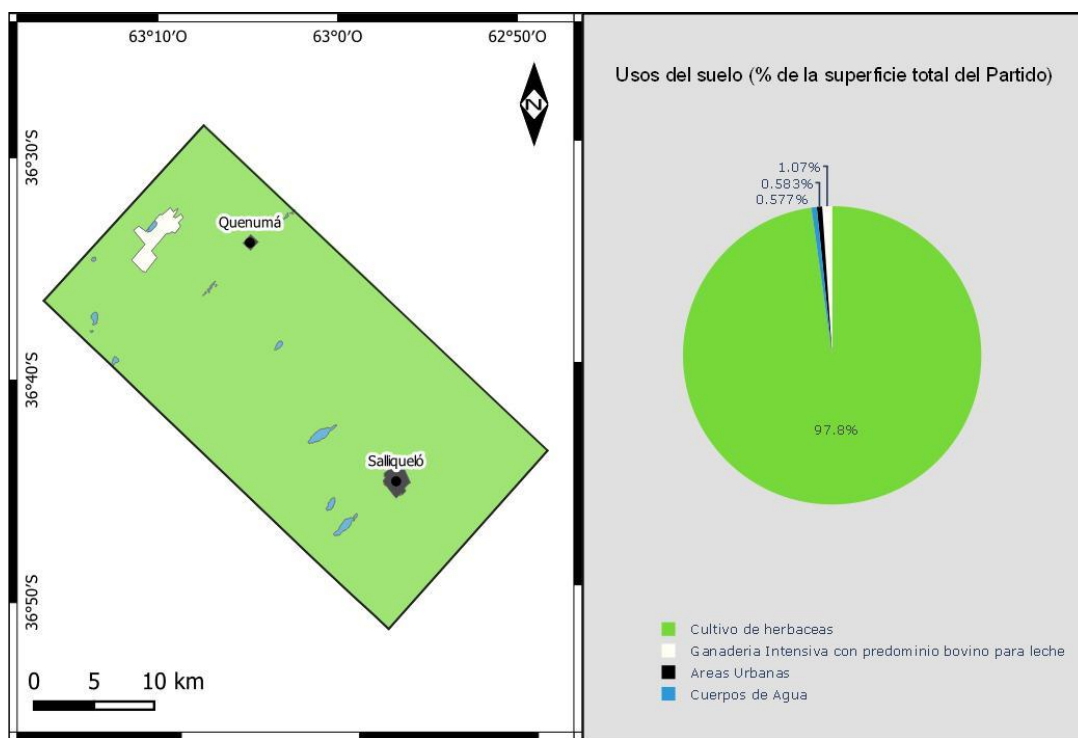 63°10'O 63°0'O 62°50'O
36°30'S
36°40'S
36°50'S
N
Quenumá
Salliqueló
0 5 10 km
Usos del suelo (% de la superficie total del Partido)
1.07%
0.583%
0.577%
97.8%
Cultivo de herbaceas
Ganaderia Intensiva con predominio bovino para leche
Areas Urbanas
Cuerpos de Agua